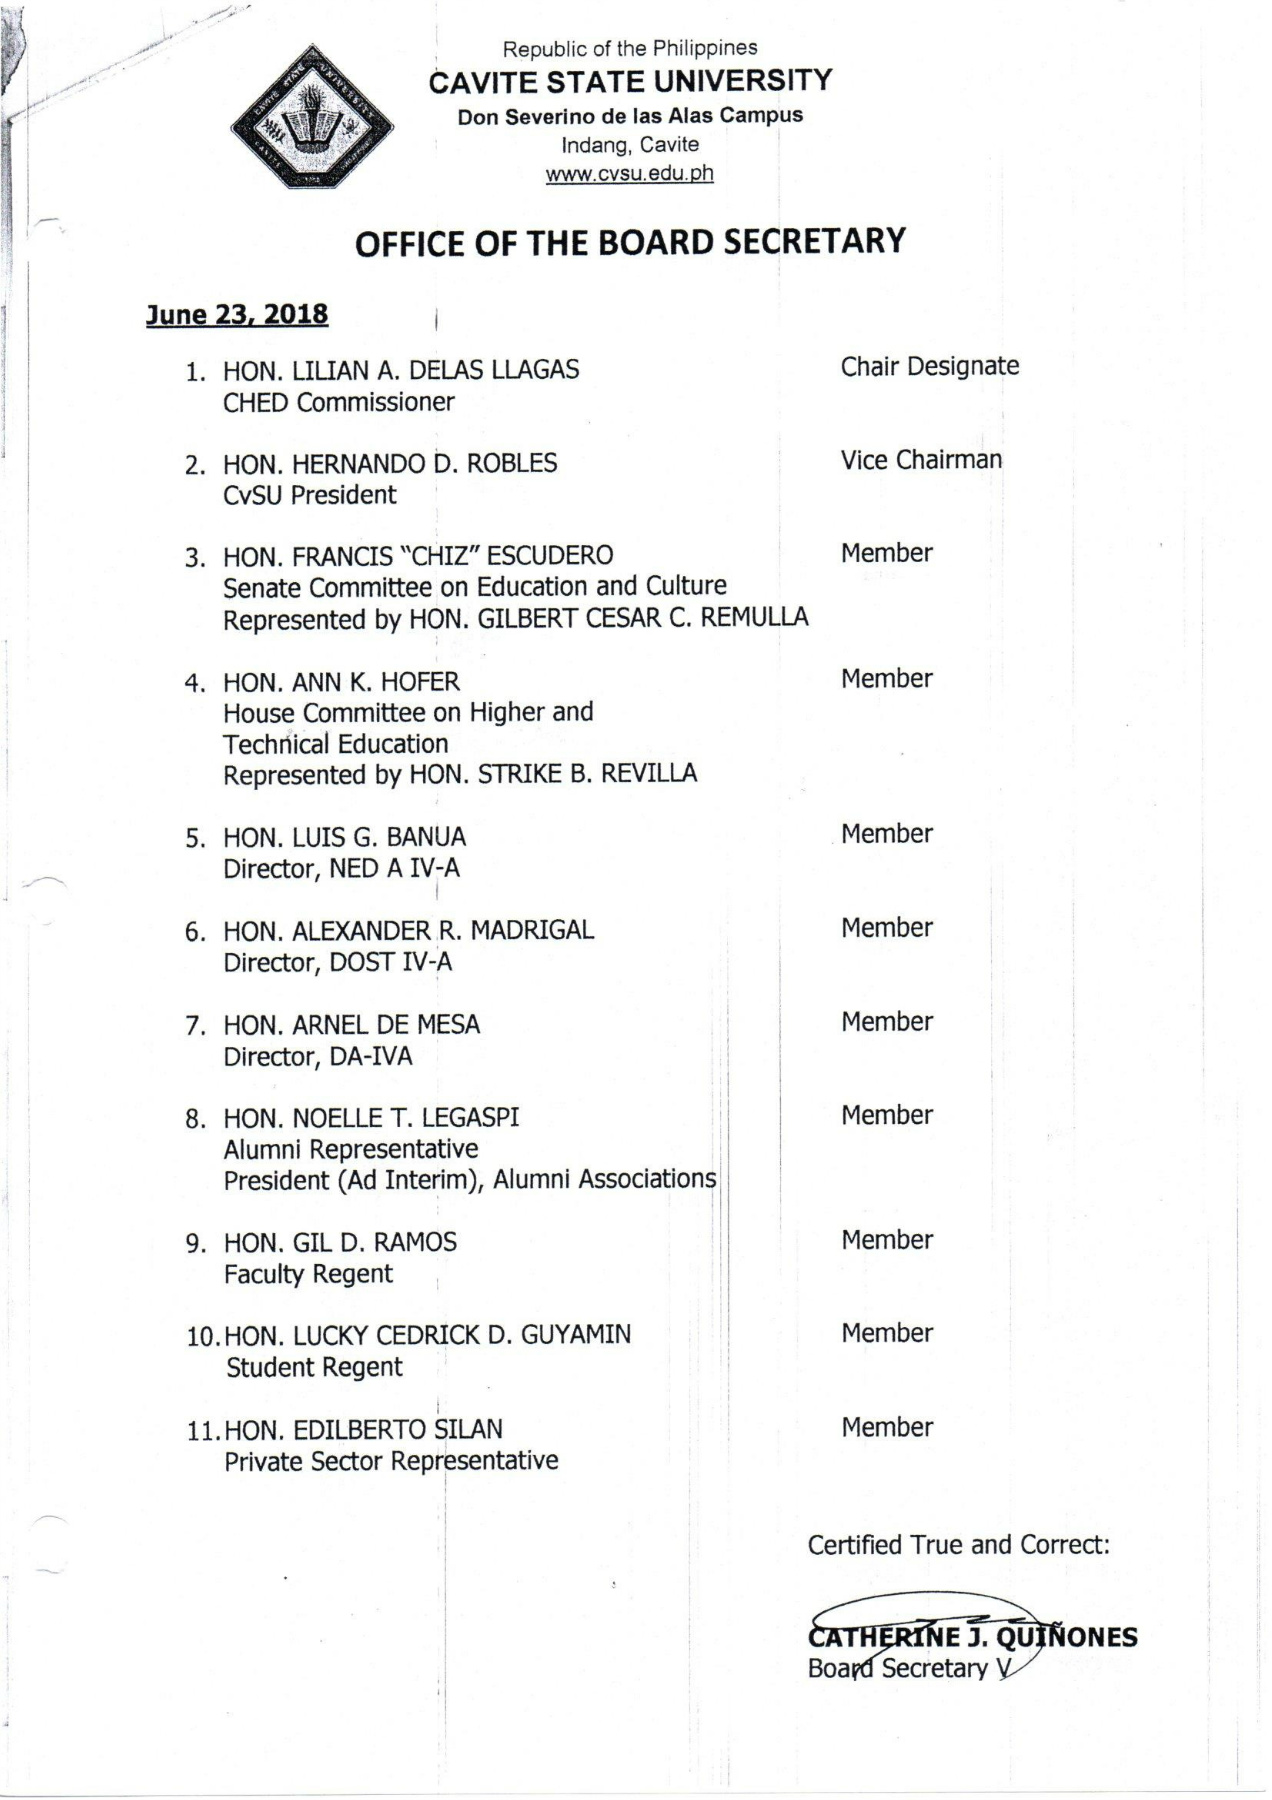 Republic of the Philippines
CAVITE STATE UNIVERSITY
Don Severino de las Alas Campus
Indang, Cavite
www.cvsu.edu.ph
CAVITE STATE UNIVERSITY
CAVITE
OFFICE OF THE BOARD SECRETARY
June 23, 2018
1. HON. LILIAN A. DELAS LLAGAS Chair Designate
CHED Commissioner
2. HON. HERNANDO D. ROBLES Vice Chairman
CvSU President
3. HON. FRANCIS "CHIZ" ESCUDERO Member
Senate Committee on Education and Culture
Represented by HON. GILBERT CESAR C. REMULLA
4. HON. ANN K. HOFER Member
House Committee on Higher and
Technical Education
Represented by HON. STRIKE B. REVILLA
5. HON. LUIS G. BANUA Member
Director, NED A IV-A
6. HON. ALEXANDER R. MADRIGAL Member
Director, DOST IV-A
7. HON. ARNEL DE MESA Member
Director, DA-IVA
8. HON. NOELLE T. LEGASPI Member
Alumni Representative
President (Ad Interim), Alumni Associations
9. HON. GIL D. RAMOS Member
Faculty Regent
10. HON. LUCKY CEDRICK D. GUYAMIN Member
Student Regent
11. HON. EDILBERTO SILAN Member
Private Sector Representative
Certified True and Correct:
CATHERINE J. QUIÑONES
Board Secretary V